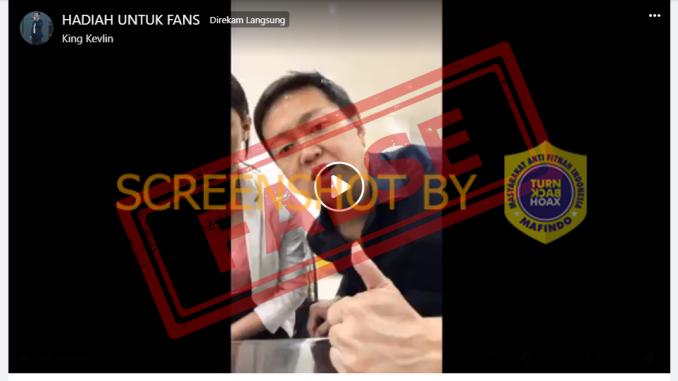 HADIAH UNTUK FANS Direkam Langsung
King Kevlin
FALSE
SCREENSHOT BY
MASYARAKAT ANTI FITNAH INDONESIA
TURN
BACK
HOAX
MAFINDO